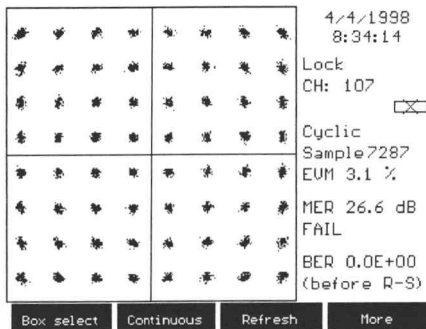 4/4/1998
8:34:14
Lock
CH: 107
Cyclic
Sample7287
EVM 3.1 %
MER 26.6 dB
FAIL
BER 0.0E+00
(before R-S)
Box select
Continuous
Refresh
More